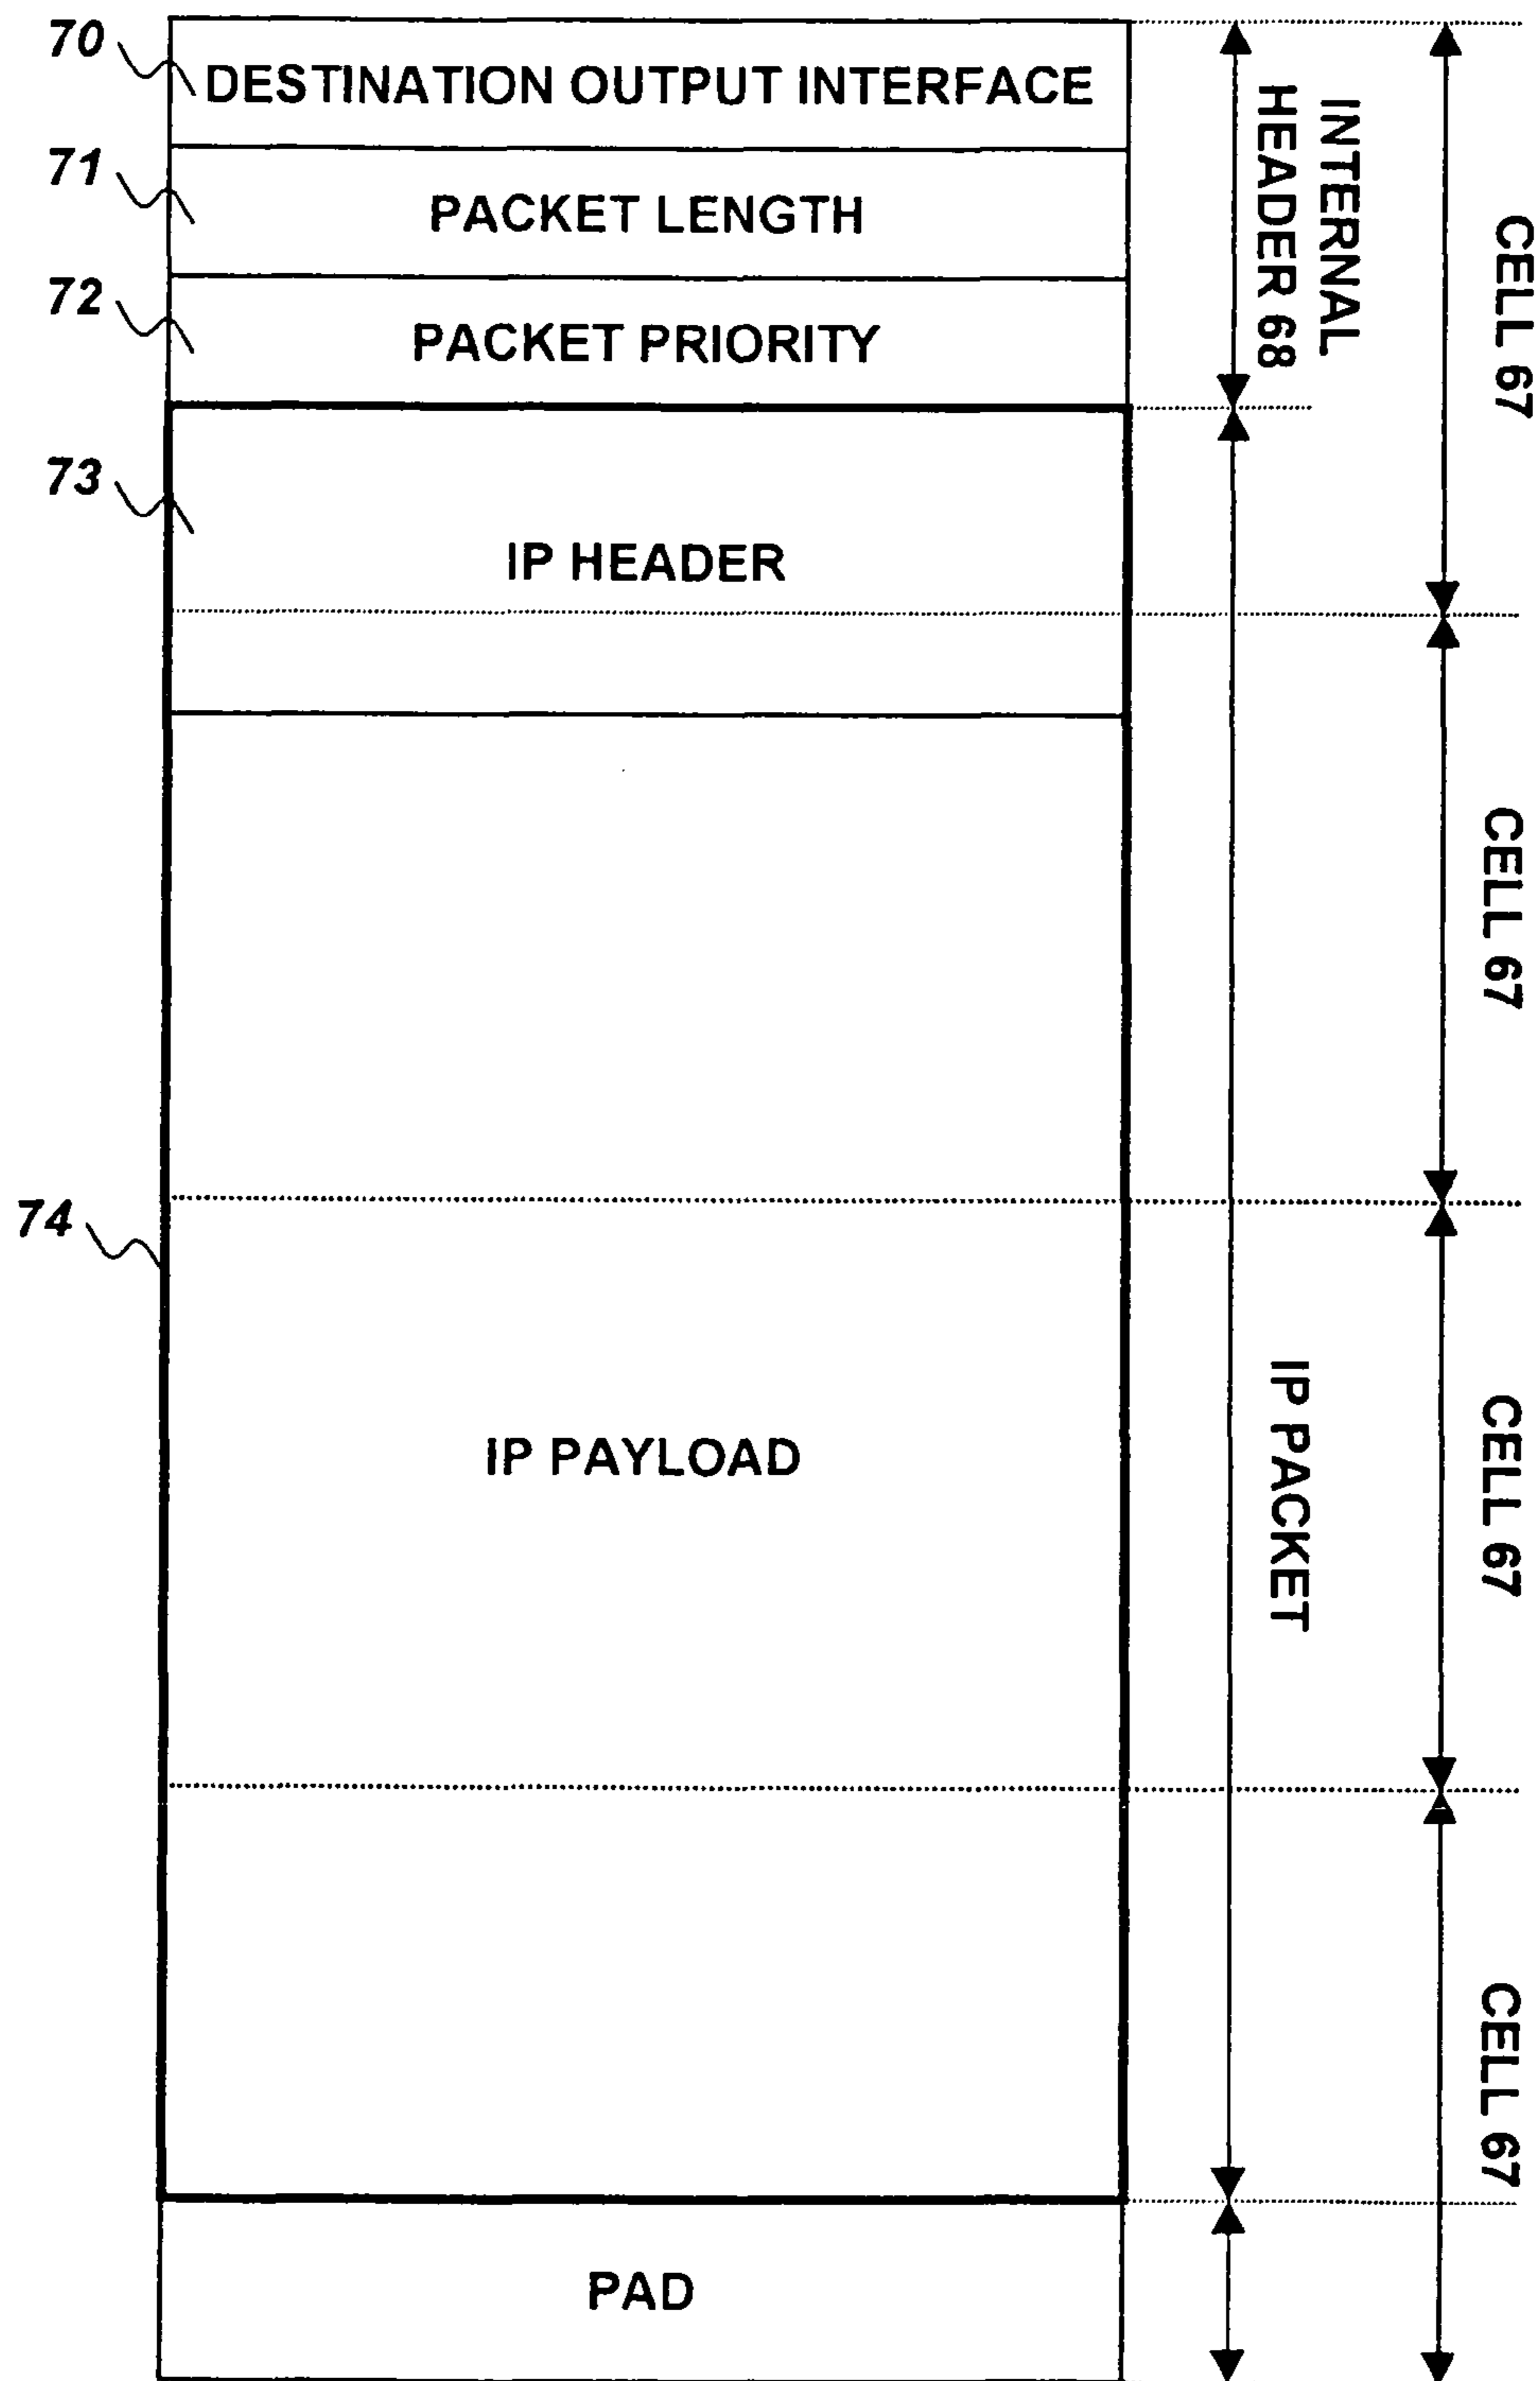 70
DESTINATION OUTPUT INTERFACE
71
PACKET LENGTH
72
PACKET PRIORITY
INTERNAL
HEADER 68
CELL 67
73
IP HEADER
CELL 67
74
IP PAYLOAD
IP PACKET
CELL 67
CELL 67
PAD